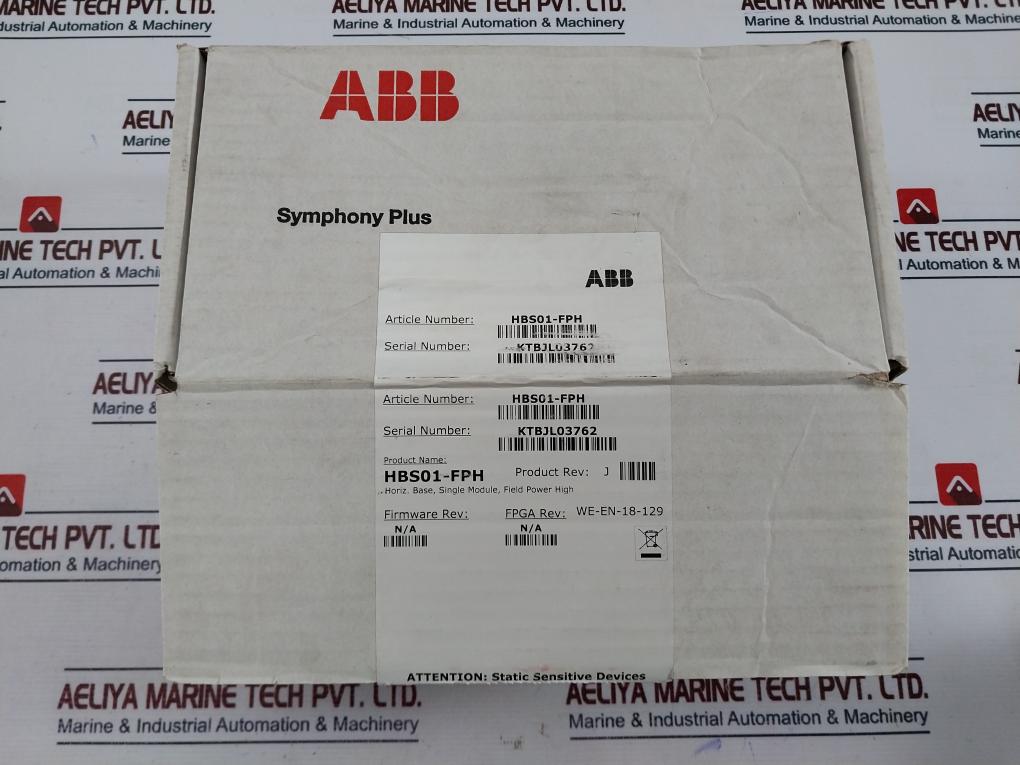 AELIYA MARINE TECH PVT. LTD.
Marine & Industrial Automation & Machinery
ABB
Symphony Plus
ABB
Article Number: HBS01-FPH
Serial Number: KTBJL03762
Article Number: HBS01-FPH
Serial Number: KTBJL03762
Product Name:
HBS01-FPH Product Rev: J
Horiz. Base, Single Module, Field Power High
Firmware Rev: FPGA Rev: WE-EN-18-129
N/A N/A
ATTENTION: Static Sensitive Devices
AELIYA MARINE TECH PVT. LTD.
Marine & Industrial Automation & Machinery
AELIYA MARINE TECH PVT. LTD.
Marine & Industrial Automation & Machinery